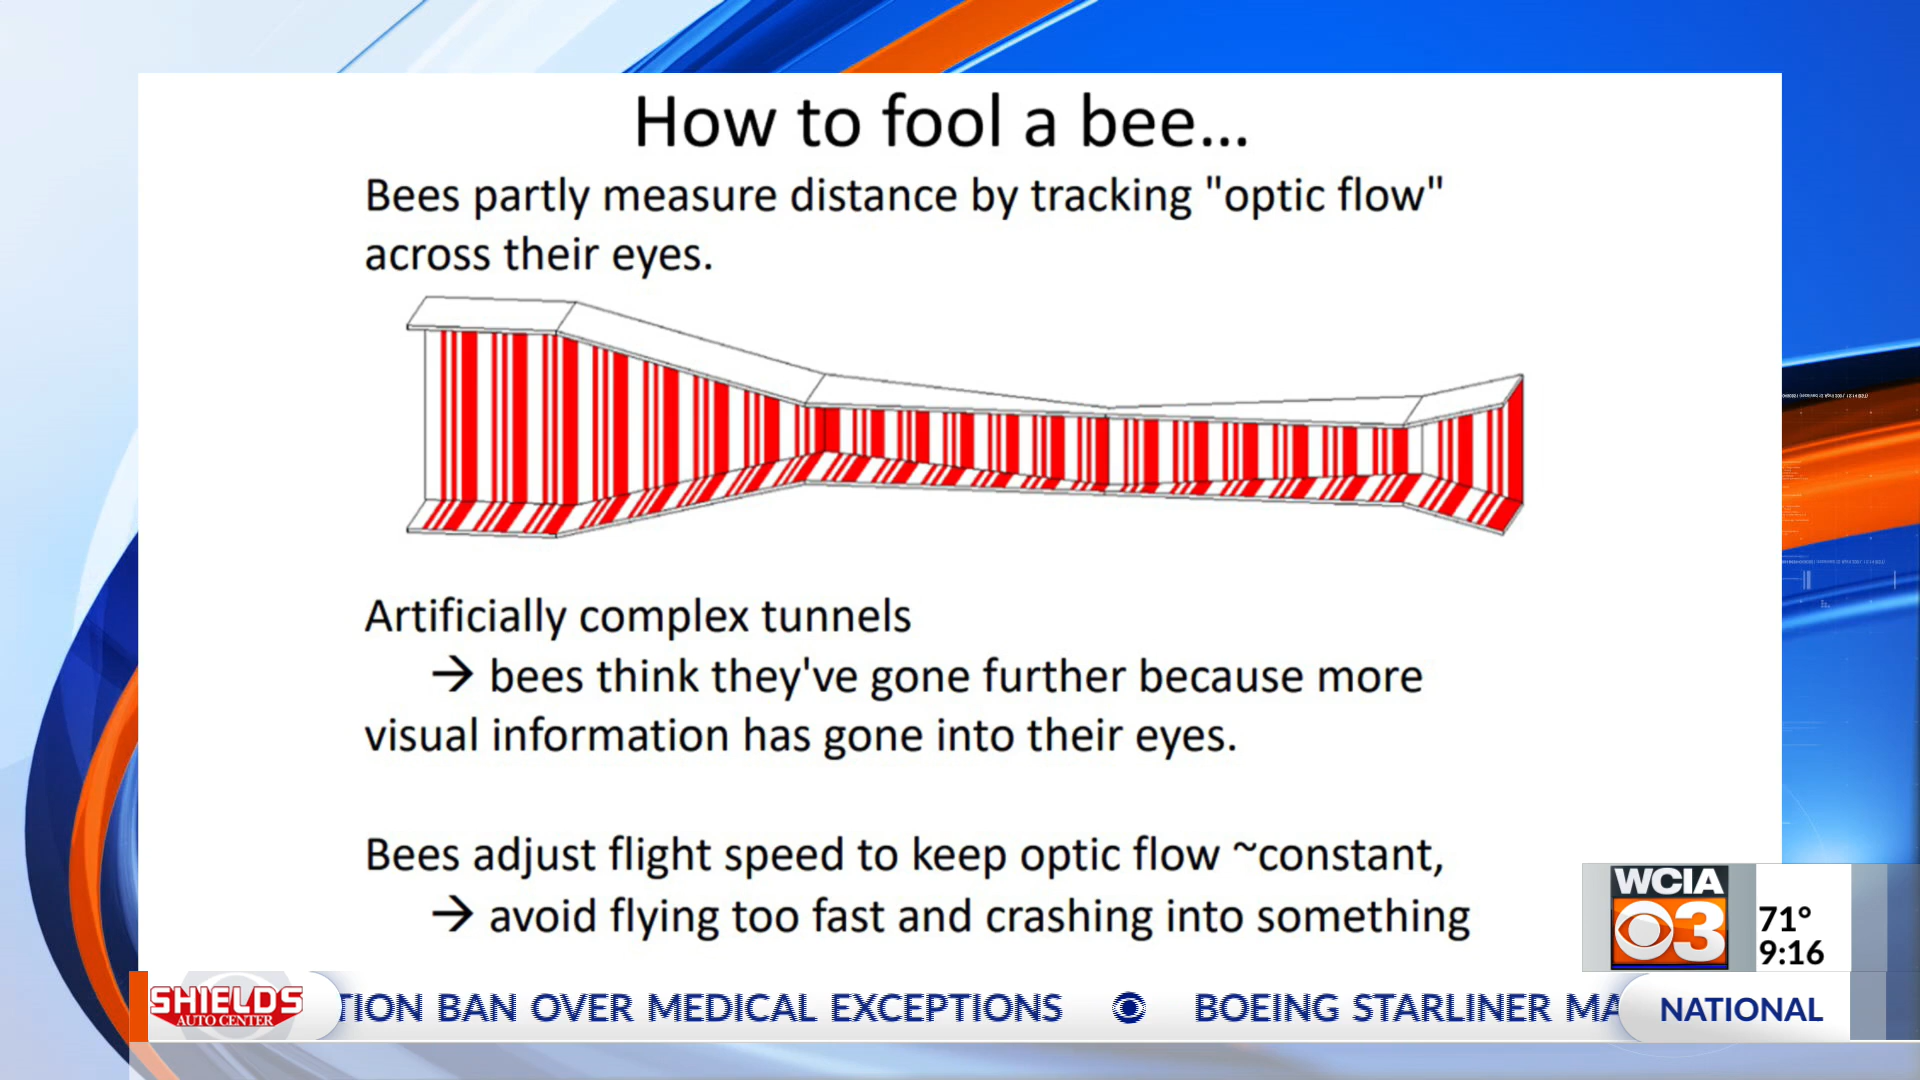 How to fool a bee...
Bees partly measure distance by tracking "optic flow"
across their eyes.
Artificially complex tunnels
→ bees think they've gone further because more
visual information has gone into their eyes.
Bees adjust flight speed to keep optic flow ~constant,
→ avoid flying too fast and crashing into something
WCIA
3
71°
9:16
SHIELDS
AUTO CENTER
BAN OVER MEDICAL EXCEPTIONS
BOEING STARLINER
NATIONAL